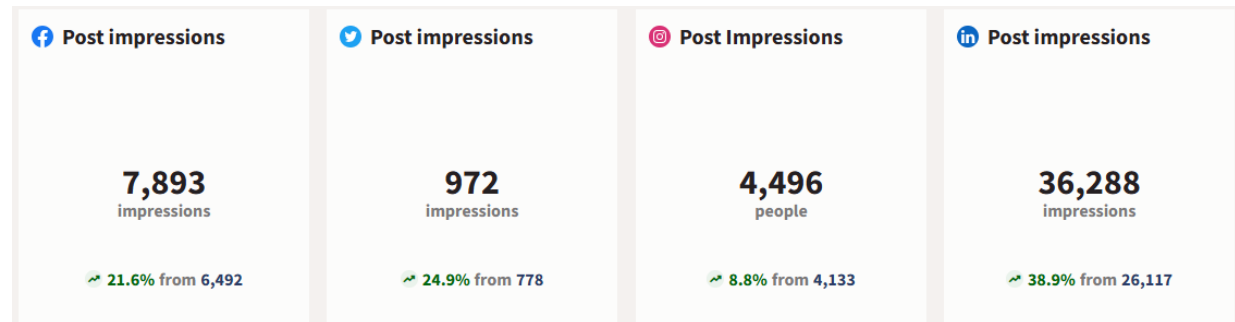 Post impressions
7,893
impressions
21.6% from 6,492
Post impressions
972
impressions
24.9% from 778
Post Impressions
4,496
people
8.8% from 4,133
in Post impressions
36,288
impressions
38.9% from 26,117